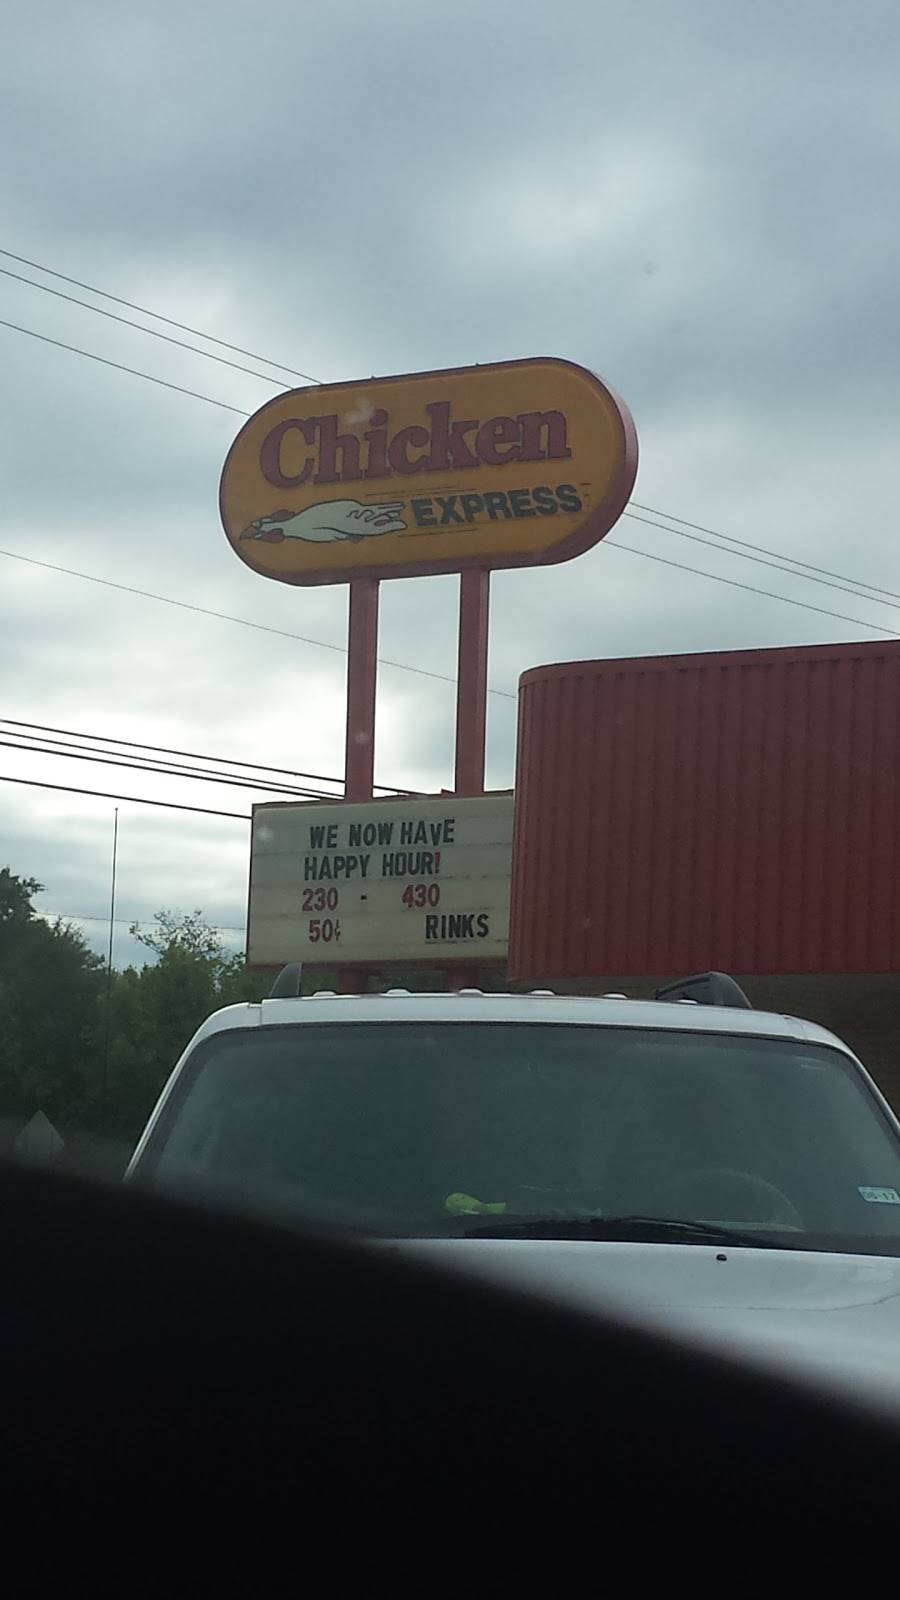 Chicken
EXPRESS
WE NOW HAVE
HAPPY HOUR!
230 - 430
50¢ RINKS